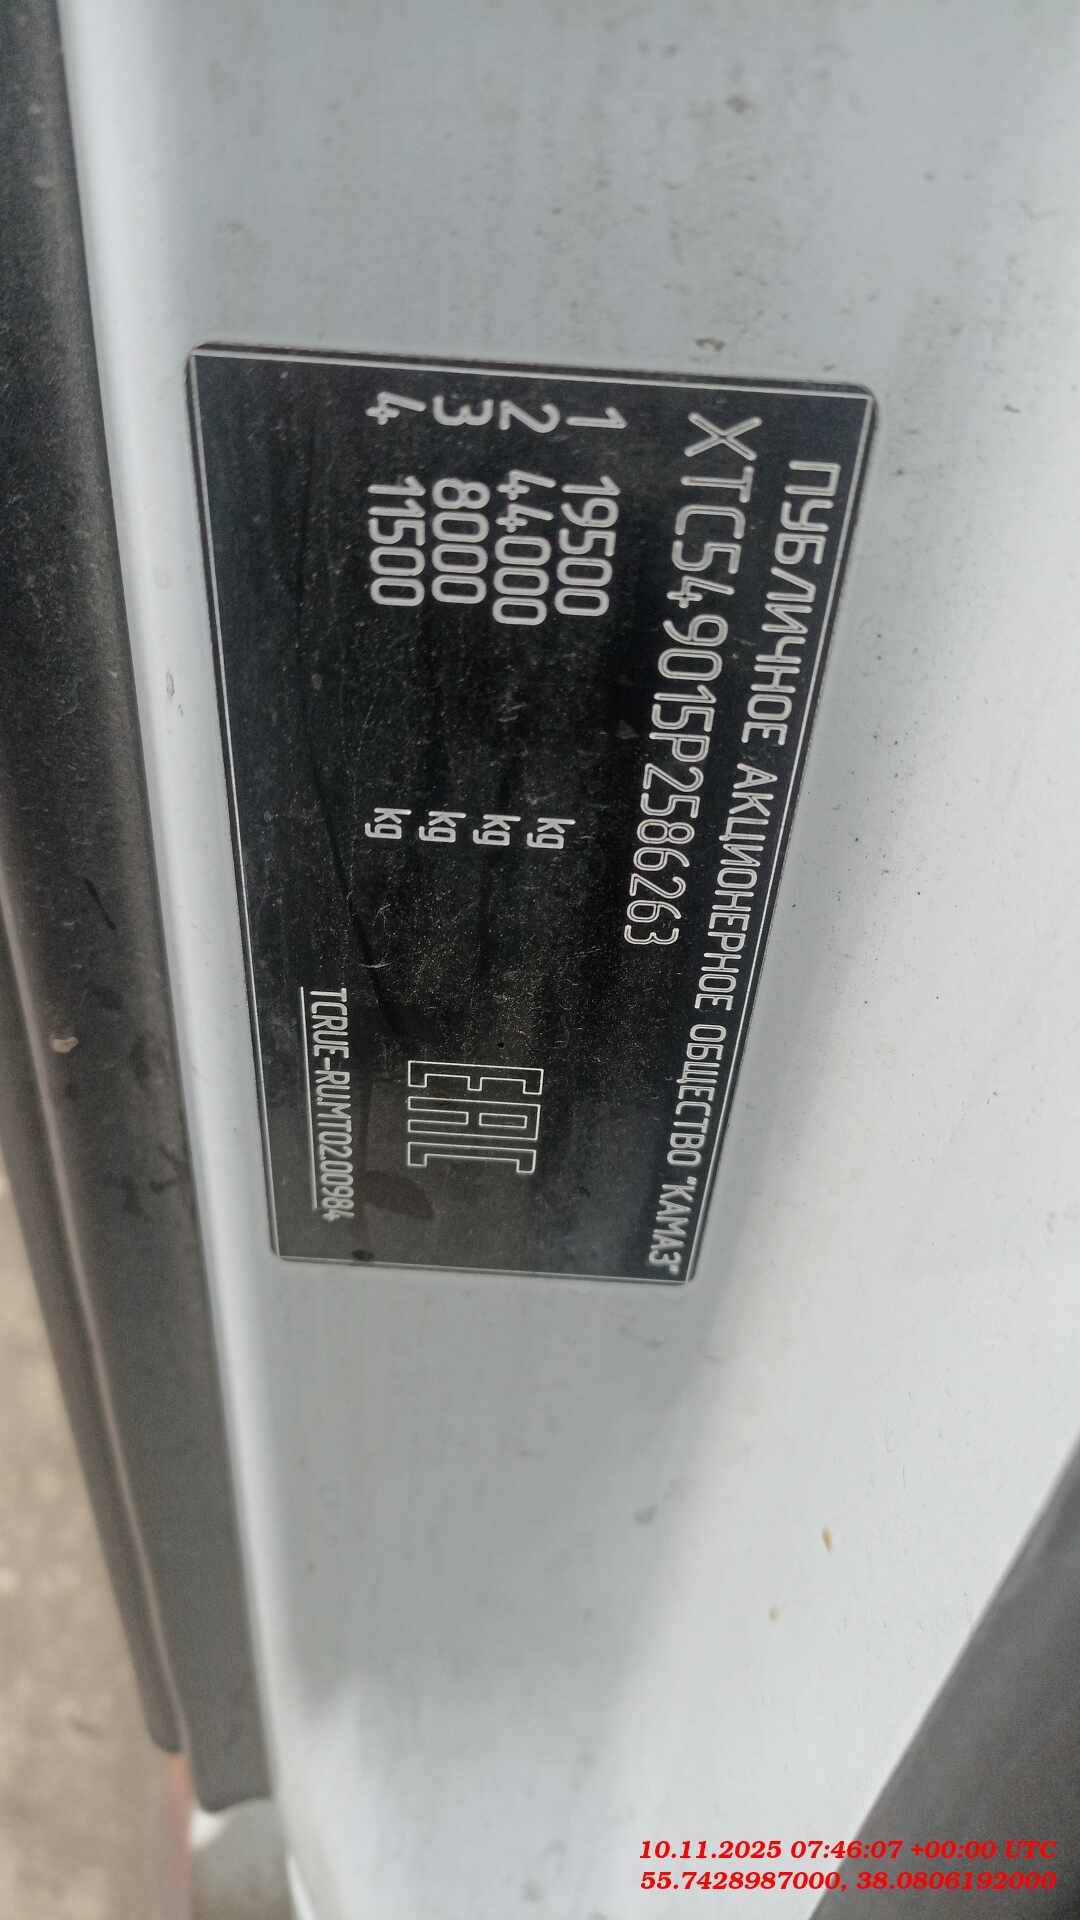 ПУБЛИЧНОЕ АКЦИОНЕРНОЕ ОБЩЕСТВО "КАМАЗ"
XTC549015P2586263
1 19500 kg
2 44000 kg
3 8000 kg
4 11500 kg
EAC
TCRUE-RU.MT02.00984
10.11.2025 07:46:07 +00:00 UTC
55.7428987000, 38.0806192000